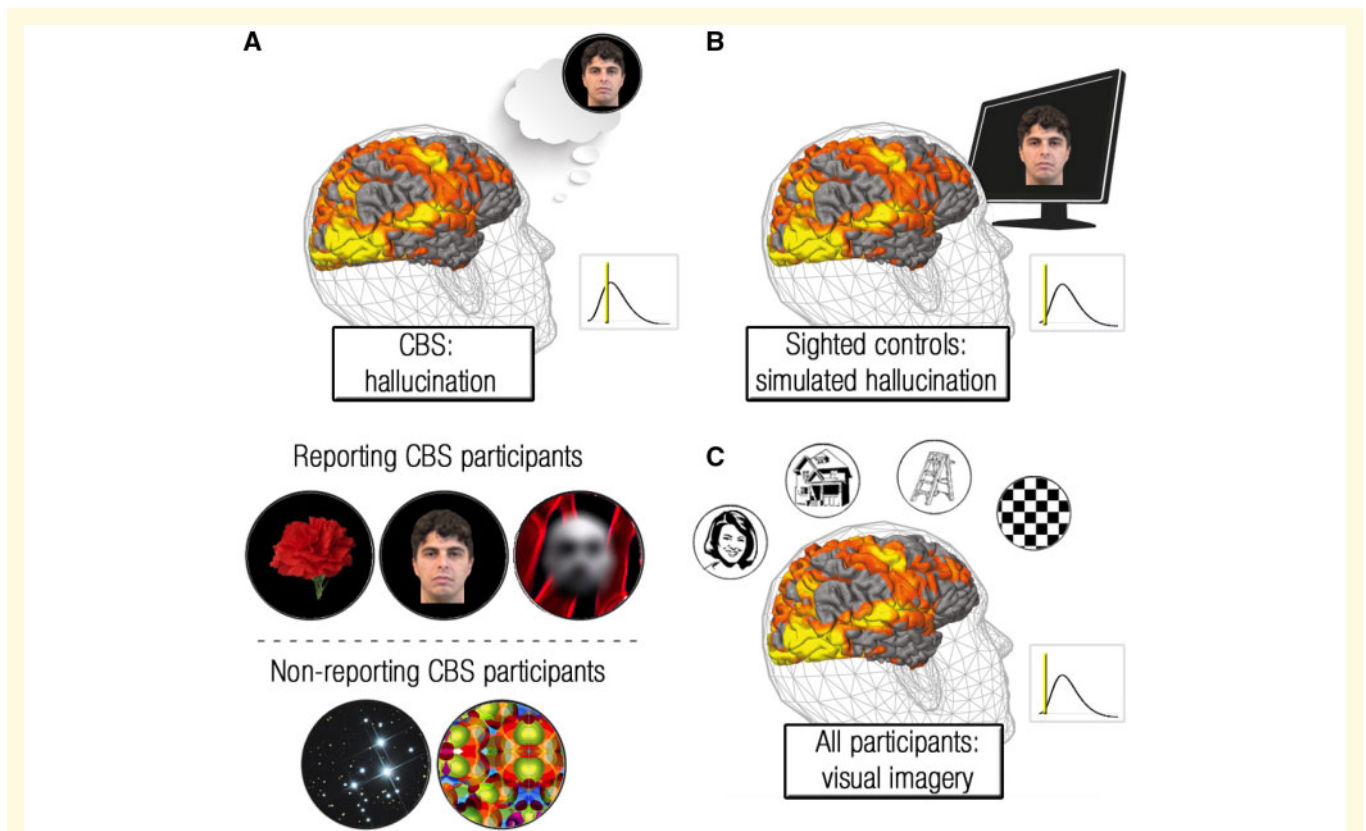 A
B
CBS:
hallucination
Sighted controls:
simulated hallucination
Reporting CBS participants
Non-reporting CBS participants
C
All participants:
visual imagery